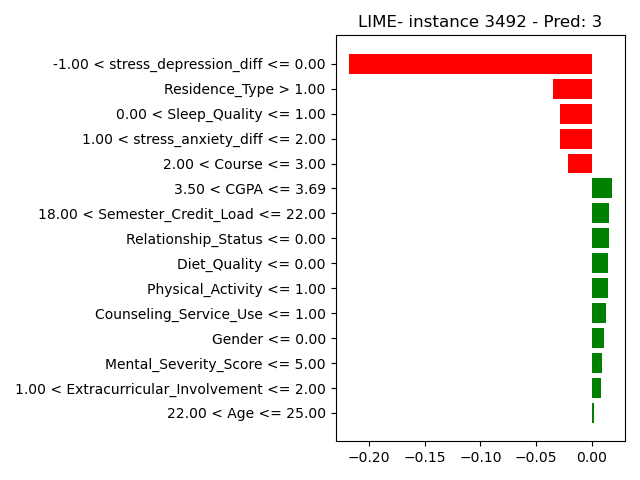 LIME- instance 3492 - Pred: 3
-1.00 < stress_depression_diff <= 0.00
Residence_Type > 1.00
0.00 < Sleep_Quality <= 1.00
1.00 < stress_anxiety_diff <= 2.00
2.00 < Course <= 3.00
3.50 < CGPA <= 3.69
18.00 < Semester_Credit_Load <= 22.00
Relationship_Status <= 0.00
Diet_Quality <= 0.00
Physical_Activity <= 1.00
Counseling_Service_Use <= 1.00
Gender <= 0.00
Mental_Severity_Score <= 5.00
1.00 < Extracurricular_Involvement <= 2.00
22.00 < Age <= 25.00
−0.20 −0.15 −0.10 −0.05 0.00